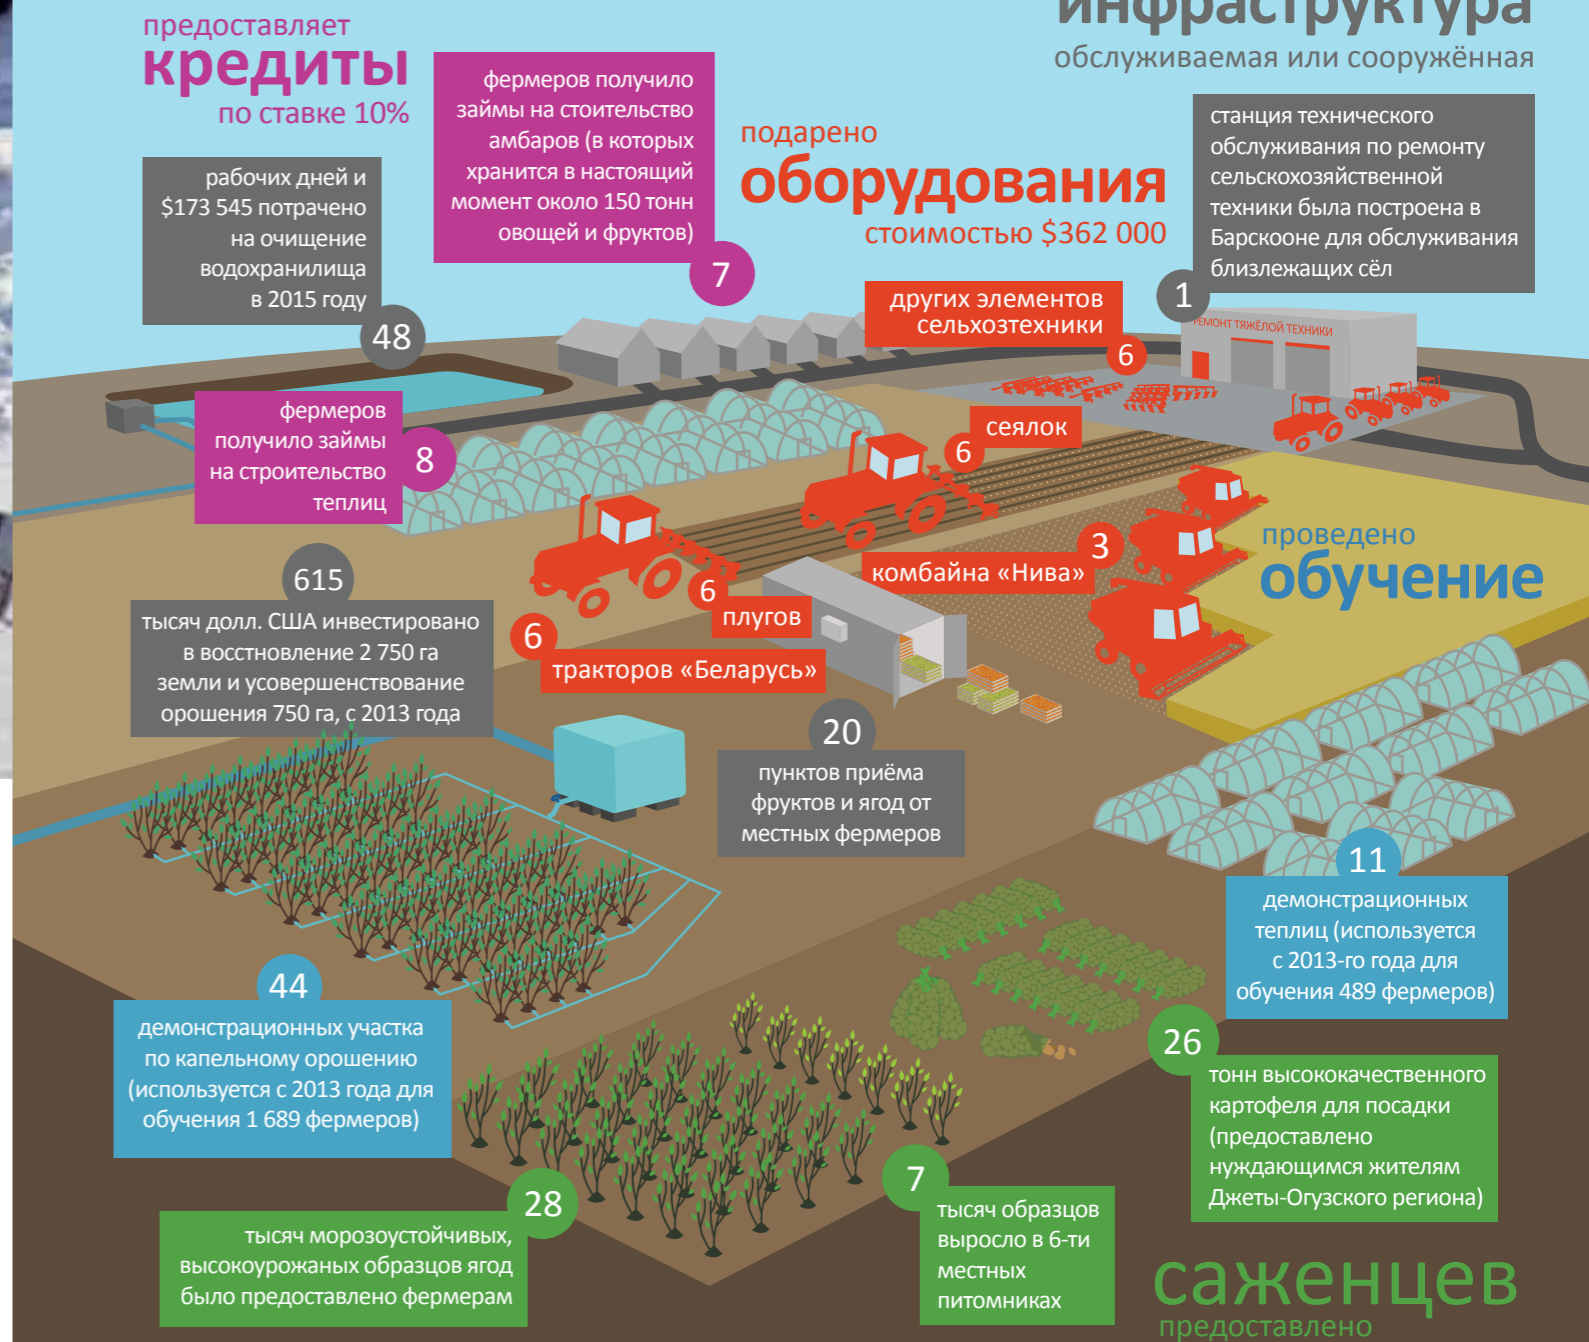 предоставляет
кредиты
по ставке 10%
инфраструктура
обслуживаемая или сооружённая
фермеров получило
займы на стоительство
амбаров (в которых
хранится в настоящий
момент около 150 тонн
овощей и фруктов)
7
подарено
оборудования
стоимостью $362 000
станция технического
обслуживания по ремонту
сельскохозяйственной
техники была построена в
Барскооне для обслуживания
близлежащих сёл
1
рабочих дней и
$173 545 потрачено
на очищение
водохранилища
в 2015 году
48
других элементов
сельхозтехники
6
РЕМОНТ ТЯЖЁЛОЙ ТЕХНИКИ
фермеров
получило займы
на строительство
теплиц
8
сеялок
6
3
комбайна «Нива»
проведено
обучение
615
тысяч долл. США инвестировано
в восстновление 2 750 га
земли и усовершенствование
орошения 750 га, с 2013 года
6
плугов
6
тракторов «Беларусь»
20
пунктов приёма
фруктов и ягод от
местных фермеров
11
демонстрационных
теплиц (используется
с 2013-го года для
обучения 489 фермеров)
44
демонстрационных участка
по капельному орошению
(используется с 2013 года для
обучения 1 689 фермеров)
26
тонн высококачественного
картофеля для посадки
(предоставлено
нуждающимся жителям
Джеты-Огузского региона)
28
тысяч морозоустойчивых,
высокоурожаных образцов ягод
было предоставлено фермерам
7
тысяч образцов
выросло в 6-ти
местных
питомниках
саженцев
предоставлено